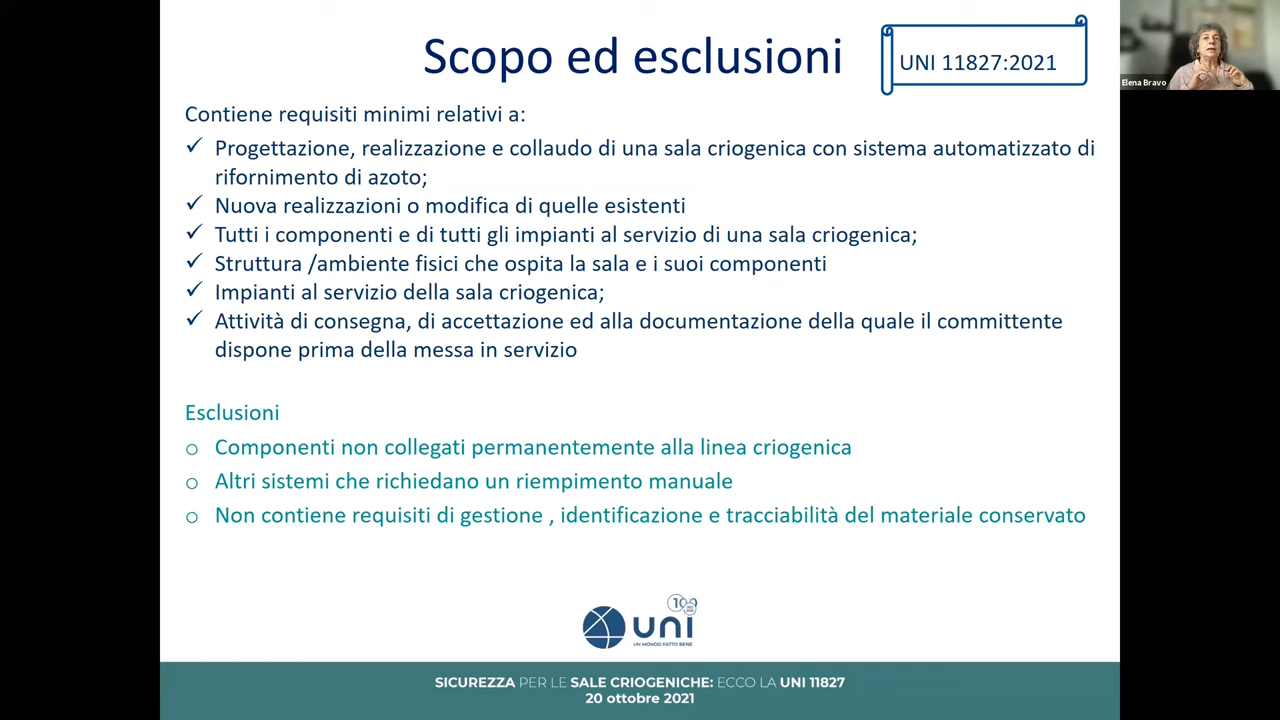 Scopo ed esclusioni
UNI 11827:2021
Elena Bravo
Contiene requisiti minimi relativi a:
✓ Progettazione, realizzazione e collaudo di una sala criogenica con sistema automatizzato di
rifornimento di azoto;
✓ Nuova realizzazioni o modifica di quelle esistenti
✓ Tutti i componenti e di tutti gli impianti al servizio di una sala criogenica;
✓ Struttura /ambiente fisici che ospita la sala e i suoi componenti
✓ Impianti al servizio della sala criogenica;
✓ Attività di consegna, di accettazione ed alla documentazione della quale il committente
dispone prima della messa in servizio
Esclusioni
o Componenti non collegati permanentemente alla linea criogenica
o Altri sistemi che richiedano un riempimento manuale
o Non contiene requisiti di gestione , identificazione e tracciabilità del materiale conservato
100
uni
UN MONDO FATTO BENE
SICUREZZA PER LE SALE CRIOGENICHE: ECCO LA UNI 11827
20 ottobre 2021